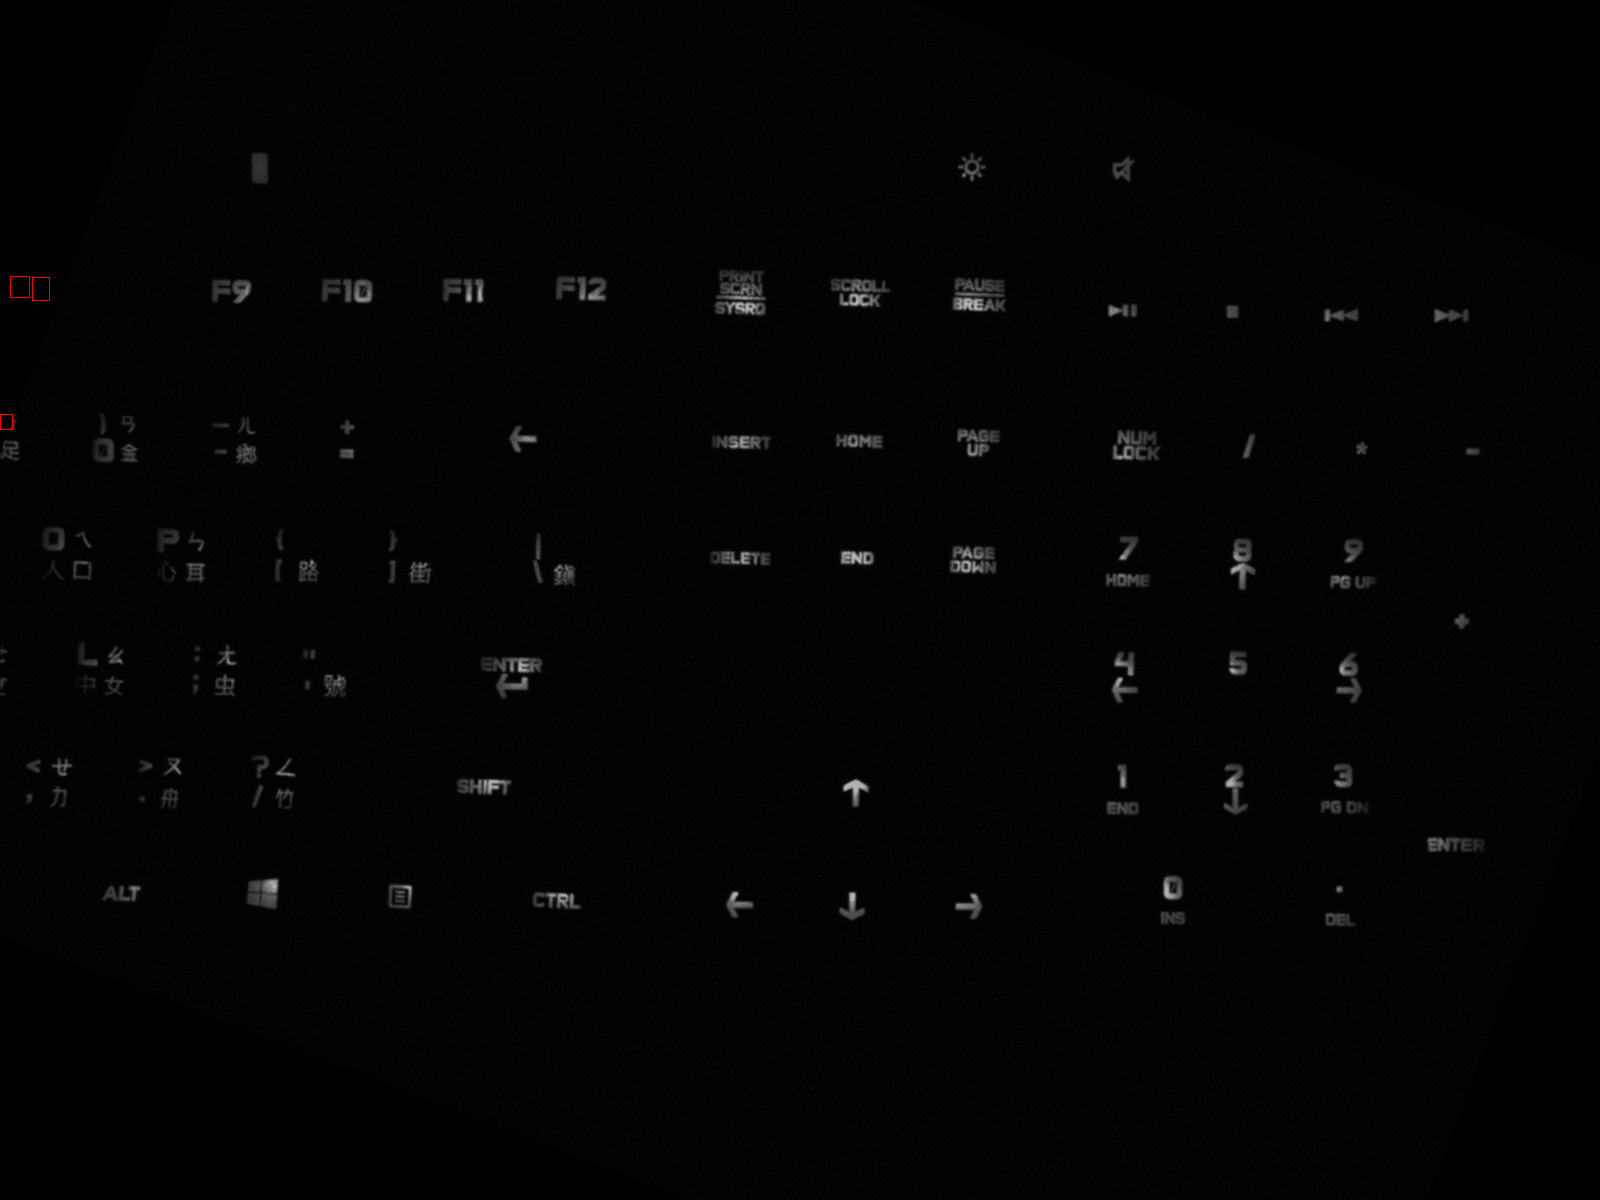 F9 F10 F11 F12 PRINT SCROLL PAUSE
SCRN LOCK BREAK
SYSRQ
) ㄢ - ㄦ +
足 0 金 - 鄉 = ← INSERT HOME PAGE UP NUM LOCK / * -
O ㄟ P ㄣ { } | 7 8 9
人 口 心 耳 [ 路 ] 街 \ 鎖 DELETE END PAGE DOWN HOME ↑ PG UP
+
L ㄠ : ㄤ " ENTER 4 5 6
中 女 ; 虫 ' 號 ← →
< ㄝ > ㄡ ? ㄥ 1 2 3
, 力 . 舟 / 竹 SHIFT ↑ END ↓ PG DN
ENTER
ALT CTRL ← ↓ → 0 .
INS DEL